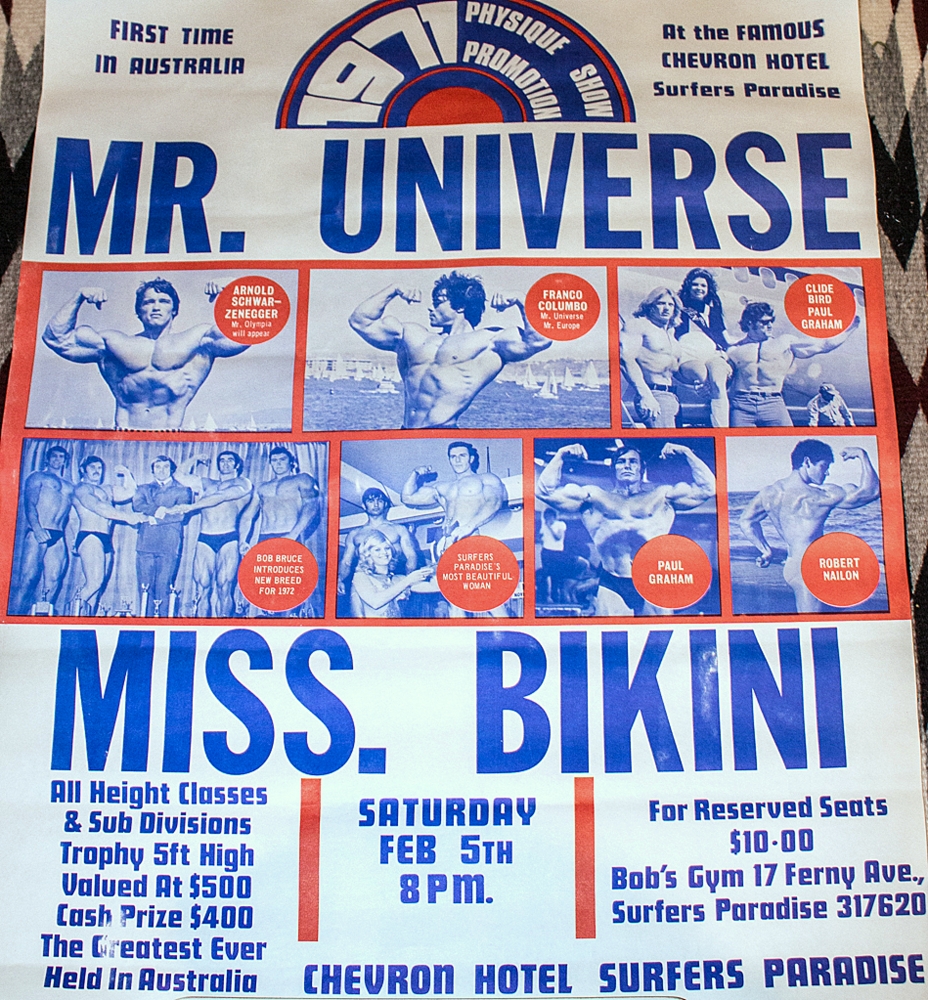 FIRST TIME
IN AUSTRALIA
1971
PHYSIQUE
PROMOTION
SHOW
At the FAMOUS
CHEVRON HOTEL
Surfers Paradise
MR. UNIVERSE
ARNOLD
SCHWAR-
ZENEGGER
Mr. Olympia
will appear
FRANCO
COLUMBO
Mr. Universe
Mr. Europe
CLIDE
BIRD
PAUL
GRAHAM
BOB BRUCE
INTRODUCES
NEW BREED
FOR 1972
SURFERS
PARADISE'S
MOST BEAUTIFUL
WOMAN
PAUL
GRAHAM
ROBERT
NAILON
MISS. BIKINI
All Height Classes
& Sub Divisions
Trophy 5ft High
Valued At $500
Cash Prize $400
The Greatest Ever
Held In Australia
SATURDAY
FEB 5TH
8 P.M.
For Reserved Seats
$10·00
Bob's Gym 17 Ferny Ave.,
Surfers Paradise 317620
CHEVRON HOTEL SURFERS PARADISE